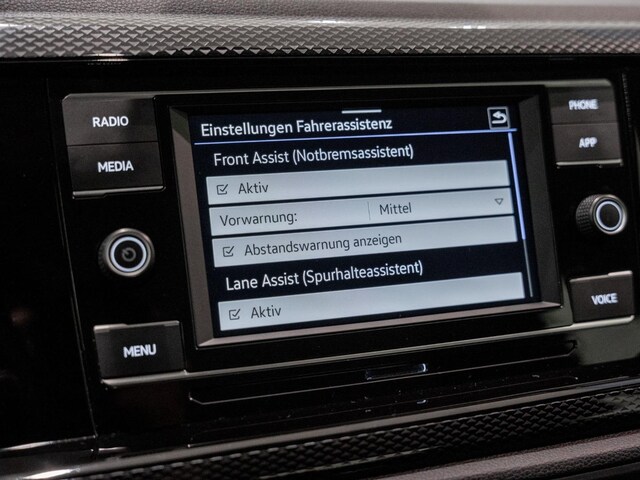 RADIO
MEDIA
MENU
Einstellungen Fahrerassistenz
Front Assist (Notbremsassistent)
Aktiv
Vorwarnung: Mittel
Abstandswarnung anzeigen
Lane Assist (Spurhalteassistent)
Aktiv
PHONE
APP
VOICE